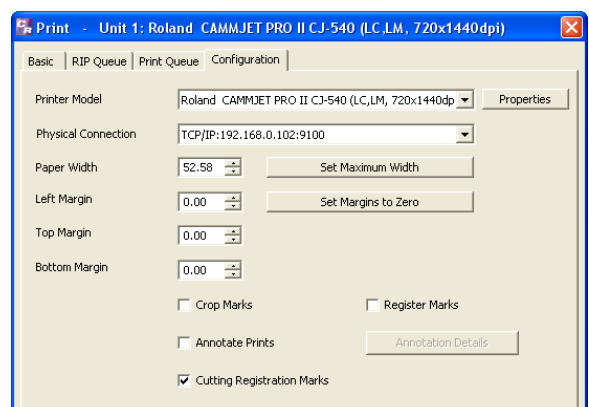 Print - Unit 1: Roland CAMMJET PRO II CJ-540 (LC,LM, 720x1440dpi)
Basic RIP Queue Print Queue Configuration
Printer Model Roland CAMMJET PRO II CJ-540 (LC,LM, 720x1440dp Properties
Physical Connection TCP/IP:192.168.0.102:9100
Paper Width 52.58 Set Maximum Width
Left Margin 0.00 Set Margins to Zero
Top Margin 0.00
Bottom Margin 0.00
Crop Marks Register Marks
Annotate Prints Annotation Details
Cutting Registration Marks